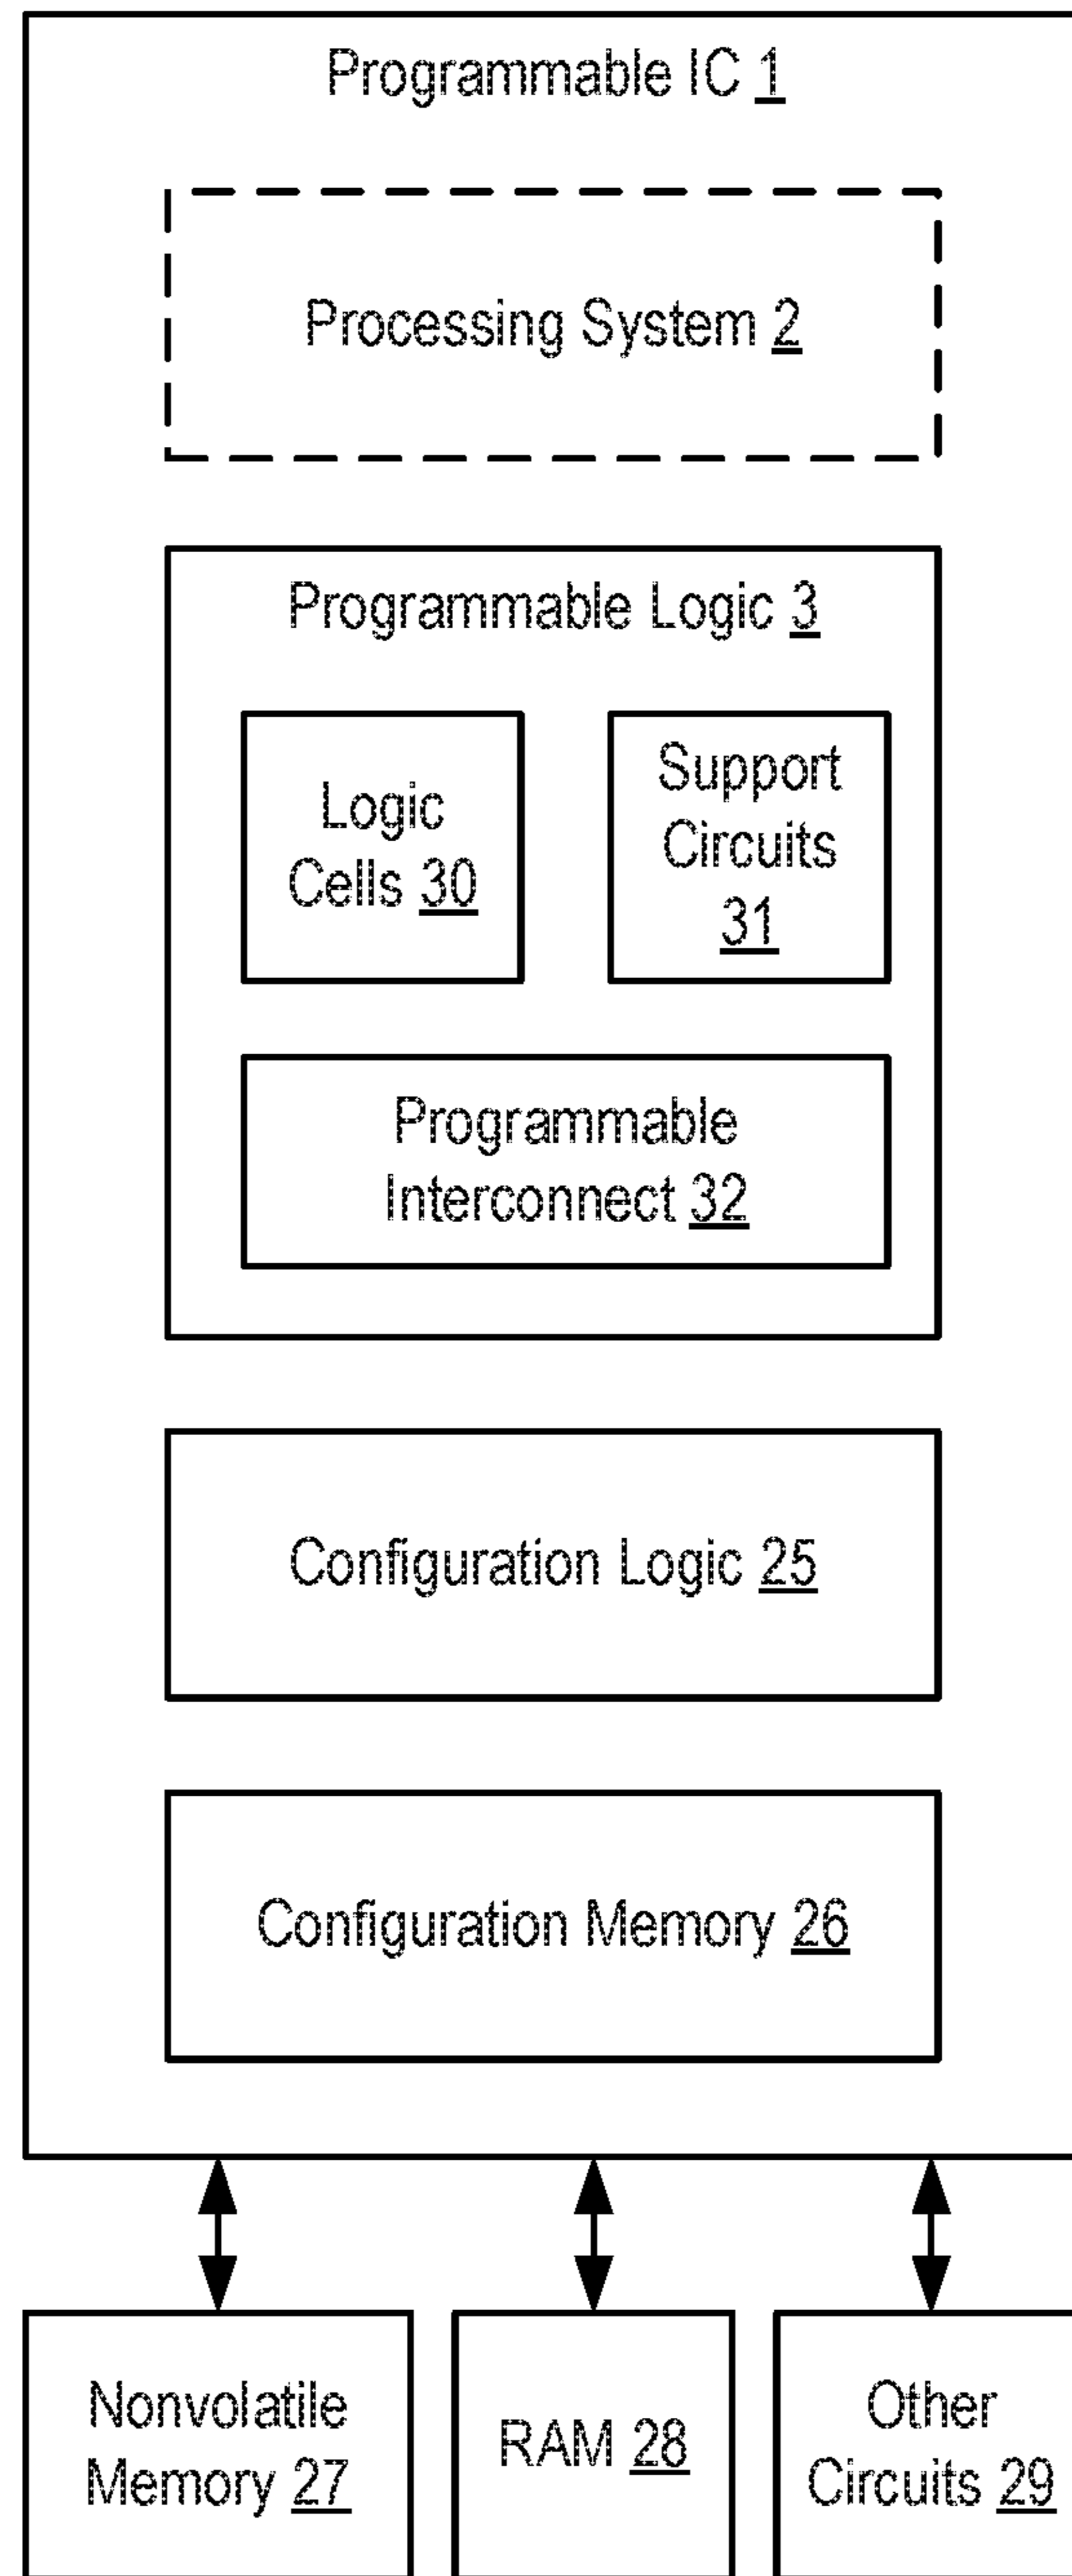 Programmable IC 1
Processing System 2
Programmable Logic 3
Logic
Cells 30
Support
Circuits
31
Programmable
Interconnect 32
Configuration Logic 25
Configuration Memory 26
Nonvolatile
Memory 27
RAM 28
Other
Circuits 29